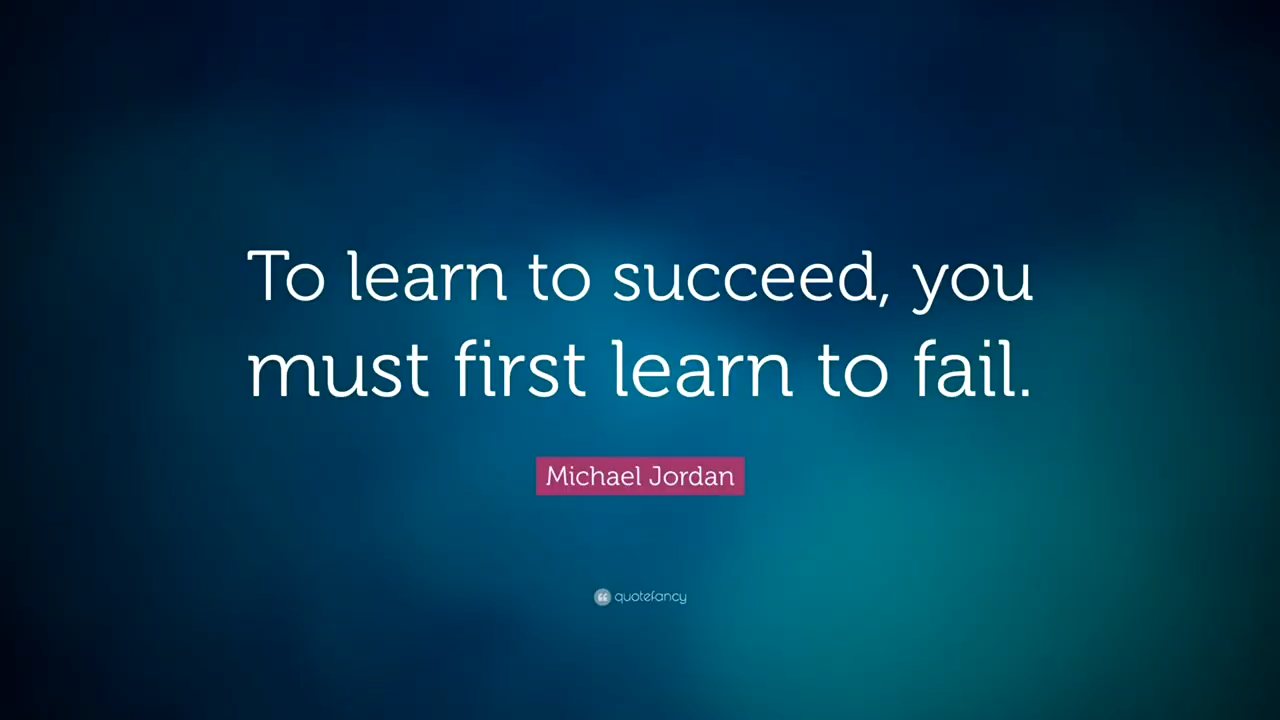 To learn to succeed, you
must first learn to fail.
Michael Jordan
quotefancy